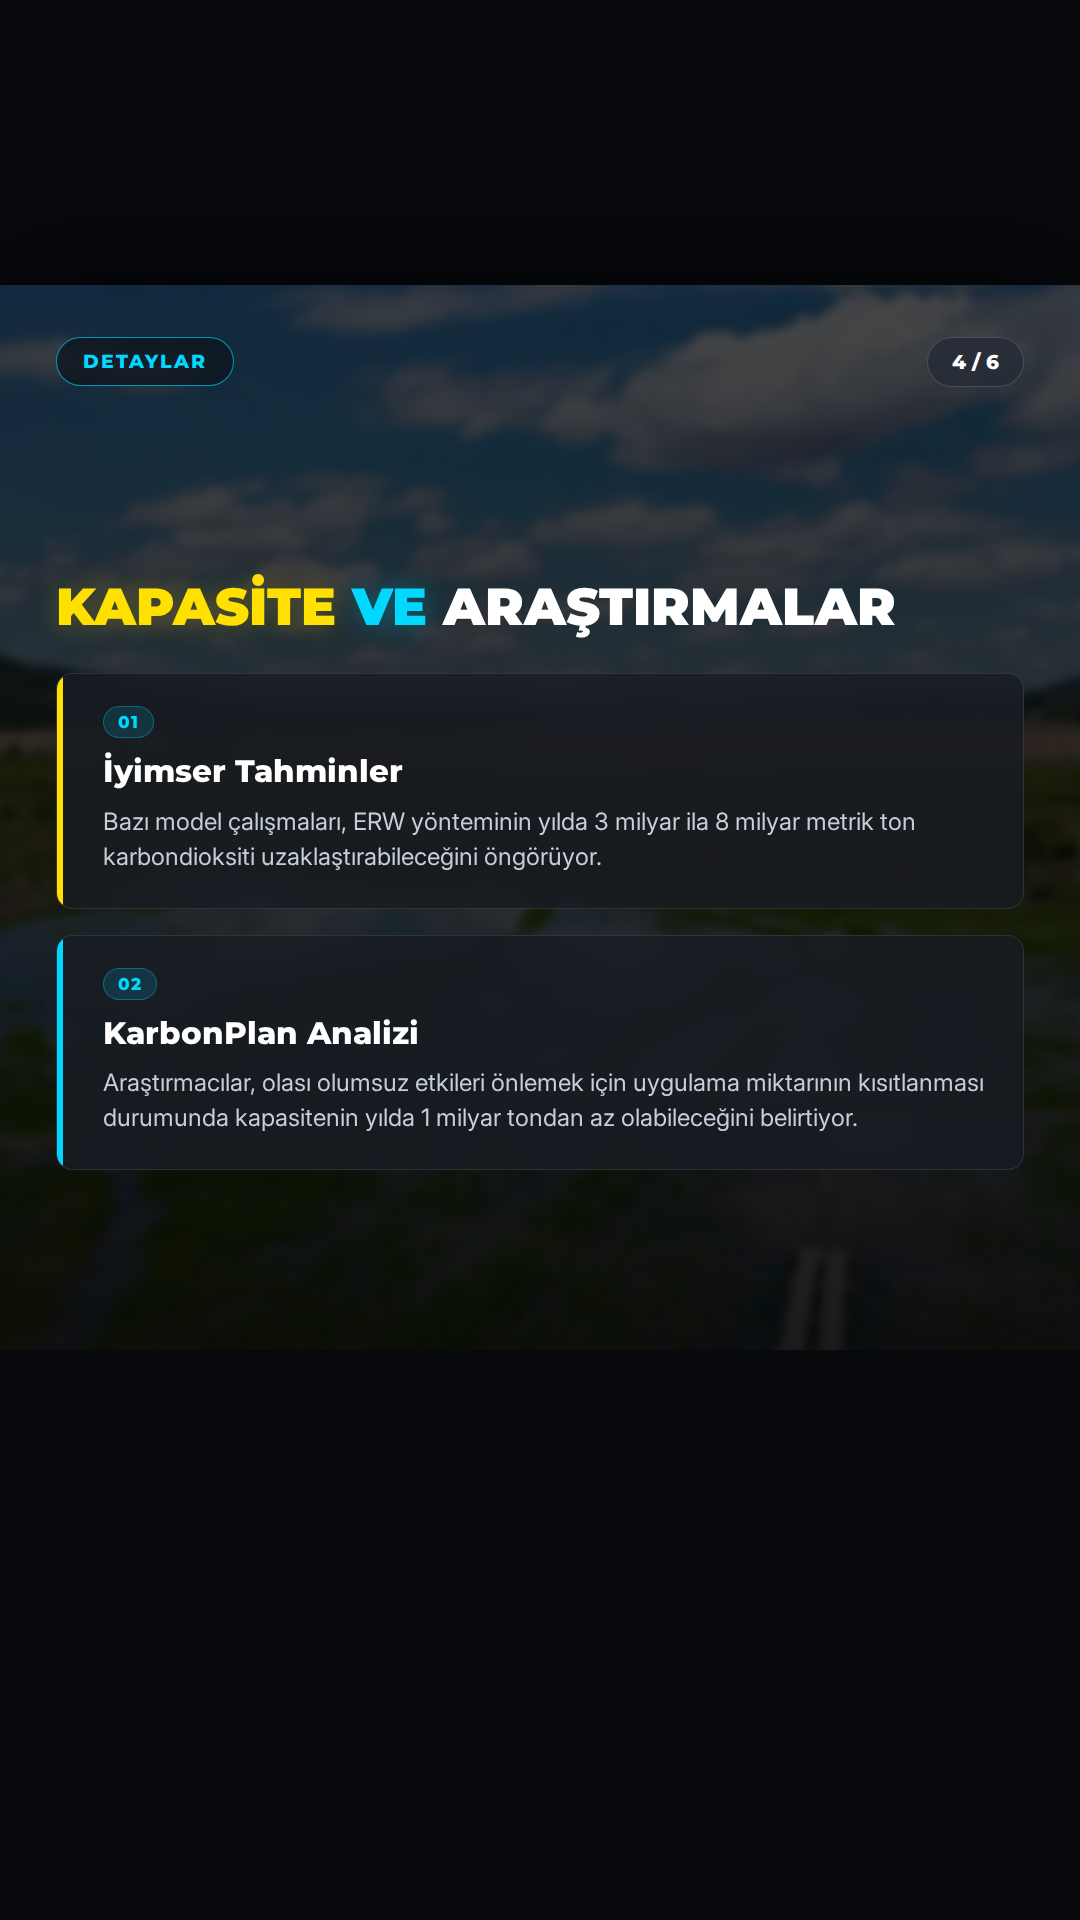 DETAYLAR
4 / 6
KAPASİTE VE ARAŞTIRMALAR
01
İyimser Tahminler
Bazı model çalışmaları, ERW yönteminin yılda 3 milyar ila 8 milyar metrik ton
karbondioksiti uzaklaştırabileceğini öngörüyor.
02
KarbonPlan Analizi
Araştırmacılar, olası olumsuz etkileri önlemek için uygulama miktarının kısıtlanması
durumunda kapasitenin yılda 1 milyar tondan az olabileceğini belirtiyor.